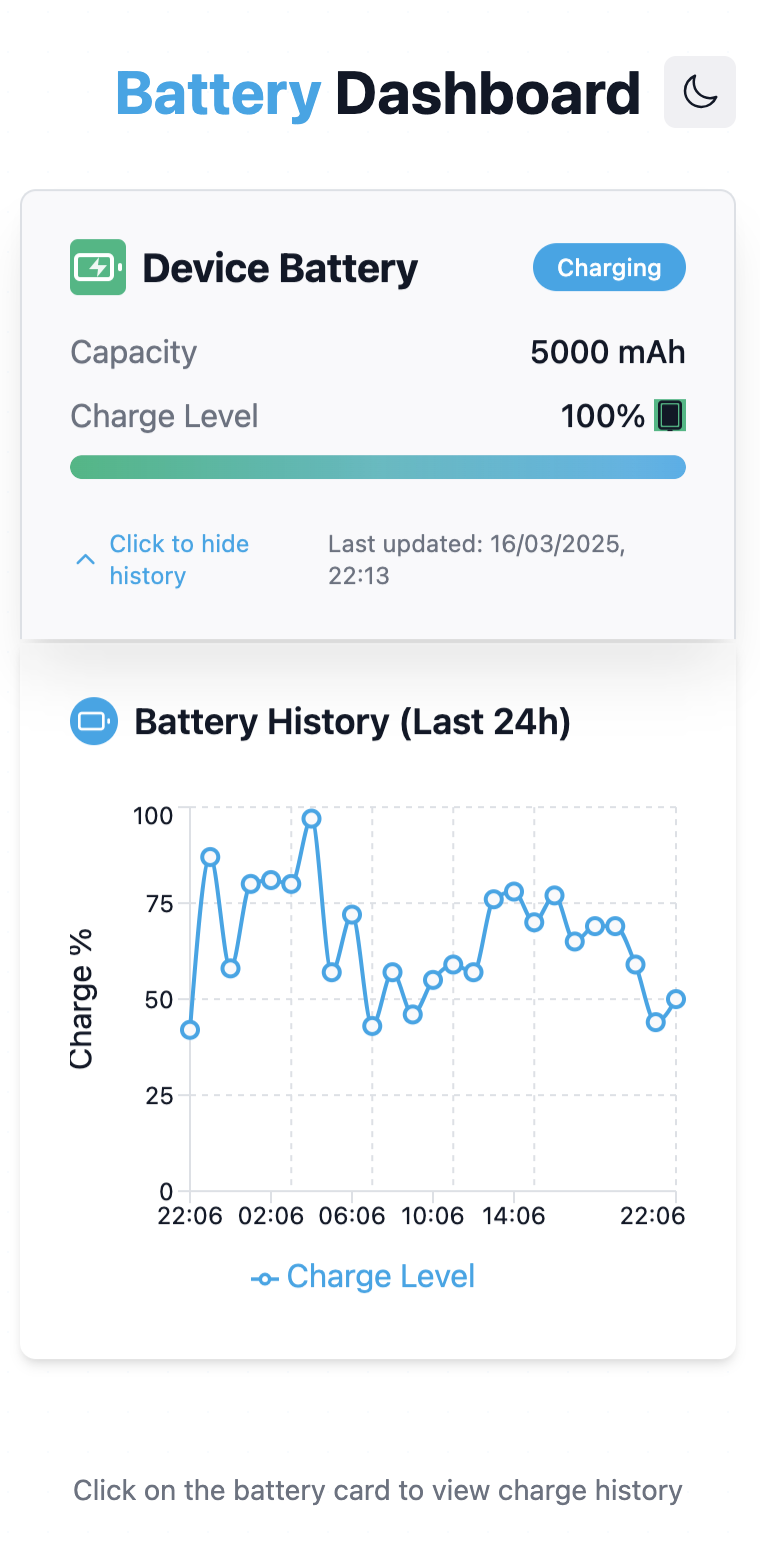 Battery Dashboard
Device Battery
Charging
Capacity
5000 mAh
Charge Level
100%
Click to hide
history
Last updated: 16/03/2025,
22:13
Battery History (Last 24h)
Charge %
100
75
50
25
0
22:06 02:06 06:06 10:06 14:06 22:06
Charge Level
Click on the battery card to view charge history